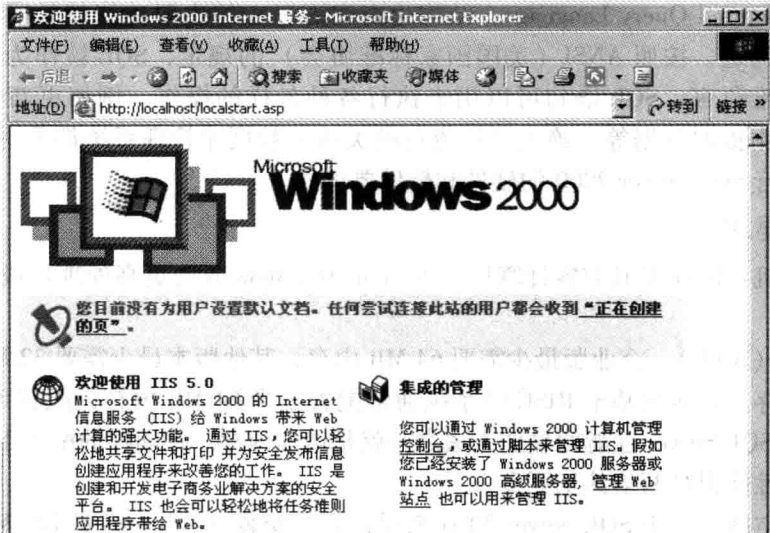 欢迎使用 Windows 2000 Internet 服务 - Microsoft Internet Explorer
文件(F) 编辑(E) 查看(V) 收藏(A) 工具(T) 帮助(H)
后退 搜索 收藏夹 媒体
地址(D) http://localhost/localstart.asp 转到 链接 »
Microsoft
Windows 2000
您目前没有为用户设置默认文档。任何尝试连接此站的用户都会收到“正在创建
的页”。
欢迎使用 IIS 5.0
Microsoft Windows 2000 的 Internet
信息服务 (IIS) 给 Windows 带来 Web
计算的强大功能。 通过 IIS，您可以轻
松地共享文件和打印 并为安全发布信息
创建应用程序来改善您的工作。 IIS 是
创建和开发电子商务业解决方案的安全
平台。 IIS 也会可以轻松地将任务准则
应用程序带给 Web。
集成的管理
您可以通过 Windows 2000 计算机管理
控制台，或通过脚本来管理 IIS。假如
您已经安装了 Windows 2000 服务器或
Windows 2000 高级服务器，管理 Web
站点 也可以用来管理 IIS。